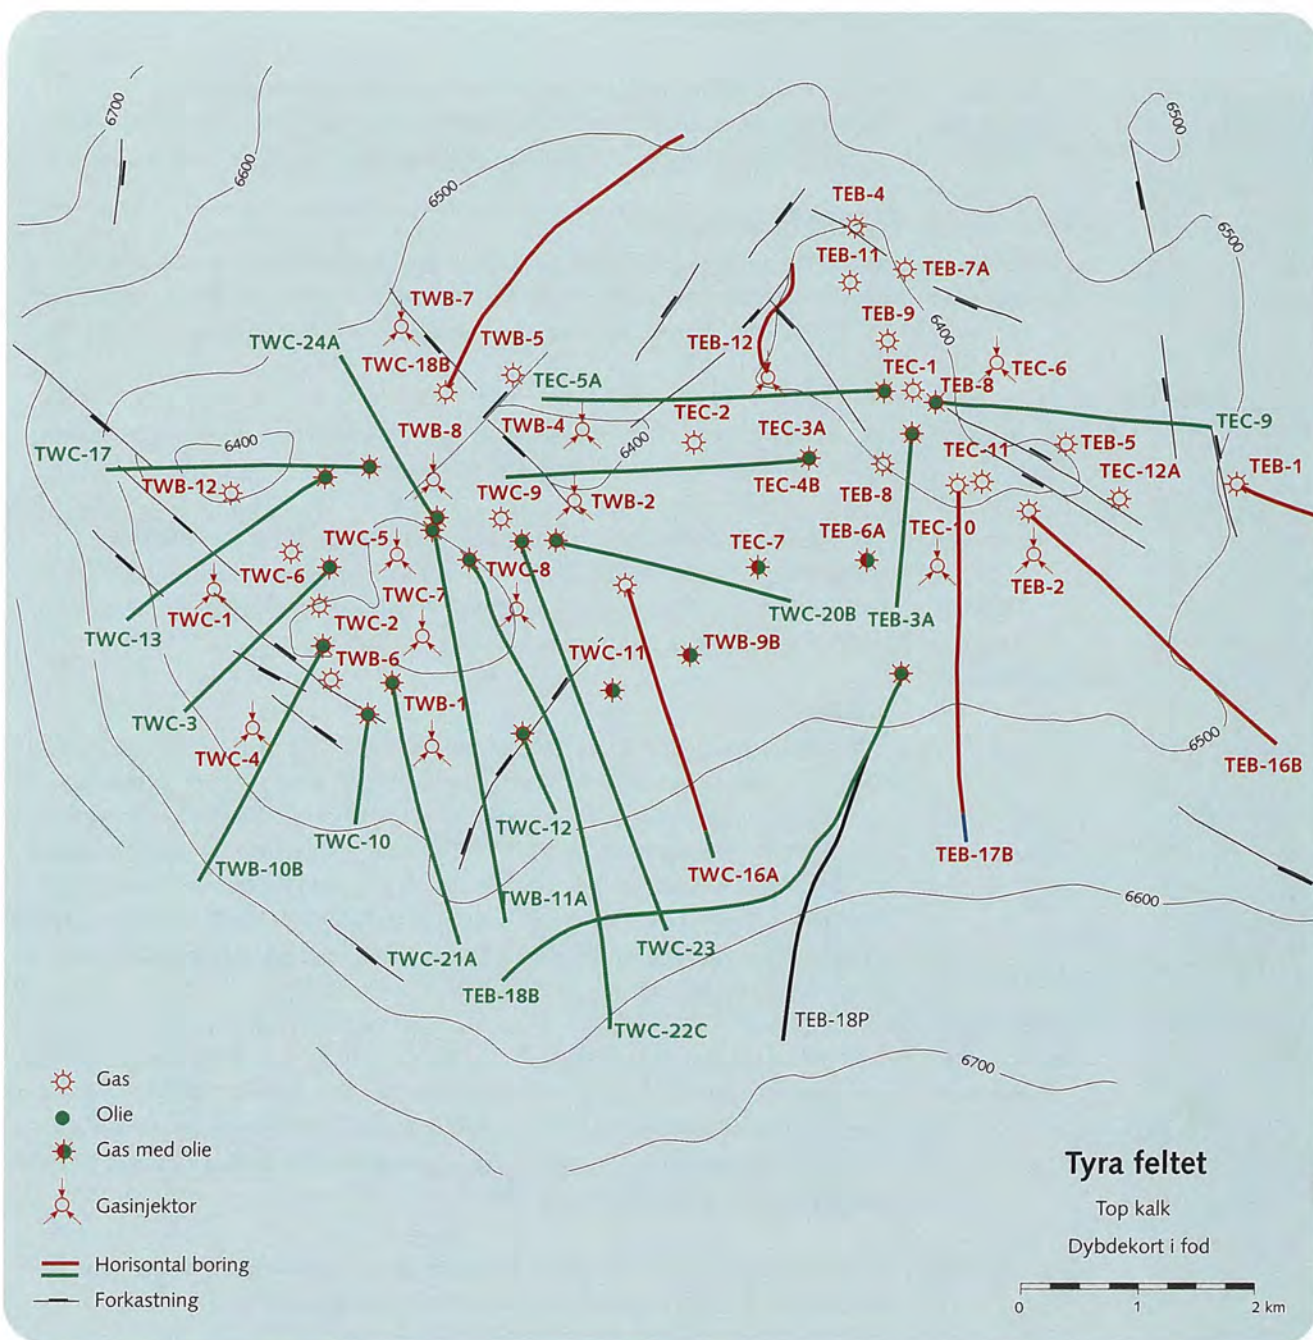 6700
6600
6500
6500
TEB-4
TEB-11
TEB-7A
6500
TWB-7
TEB-9
6400
TWC-24A
TWB-5
TEB-12
TWC-18B
TEC-5A
TEC-1
TEC-6
TEB-8
TEC-2
TWB-8
TWB-4
TEC-3A
TEC-9
6400
6400
TEC-11
TEB-5
TWC-17
TEB-1
TWB-12
TEC-12A
TWC-9
TWB-2
TEC-4B
TEB-8
TEC-10
TWC-5
TEB-6A
TEC-7
TWC-8
TWC-6
TEB-2
TWC-7
TWC-1
TWC-20B
TEB-3A
TWC-2
TWC-13
TWB-9B
TWC-11
TWB-6
TWB-1
TWC-3
6500
TWC-4
TEB-16B
TWC-12
TWC-10
TEB-17B
TWB-10B
TWC-16A
TWB-11A
6600
TWC-23
TWC-21A
TEB-18B
TEB-18P
TWC-22C
6700
Gas
Olie
Gas med olie
Gasinjektor
Horisontal boring
Forkastning
Tyra feltet
Top kalk
Dybdekort i fod
0 1 2 km